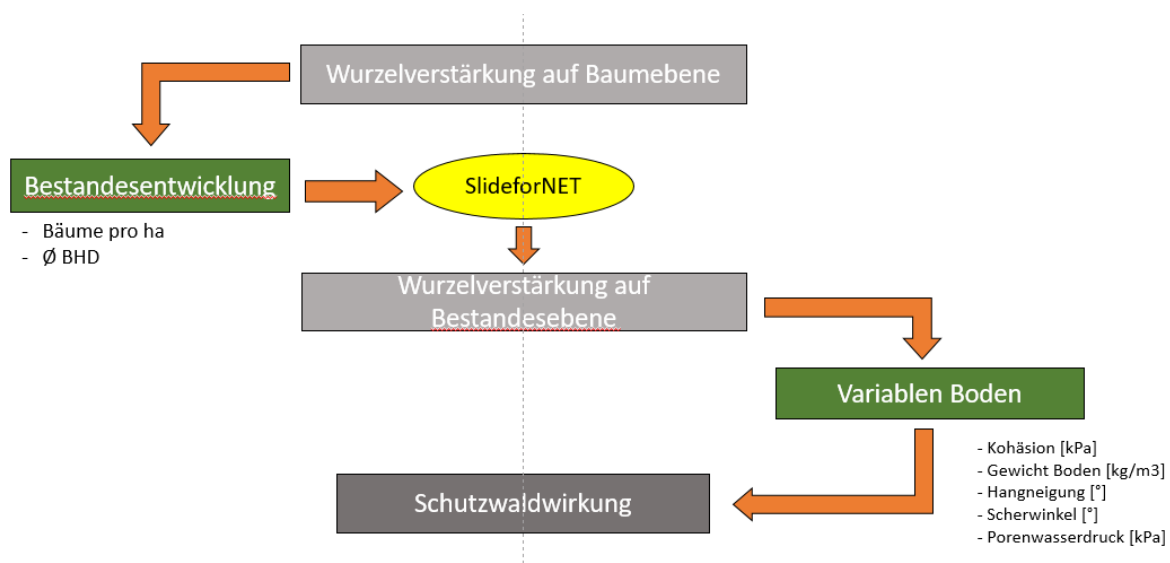 Wurzelverstärkung auf Baumebene
Bestandesentwicklung
SlideforNET
- Bäume pro ha
- Ø BHD
Wurzelverstärkung auf
Bestandesebene
Variablen Boden
- Kohäsion [kPa]
- Gewicht Boden [kg/m3]
- Hangneigung [°]
- Scherwinkel [°]
- Porenwasserdruck [kPa]
Schutzwaldwirkung